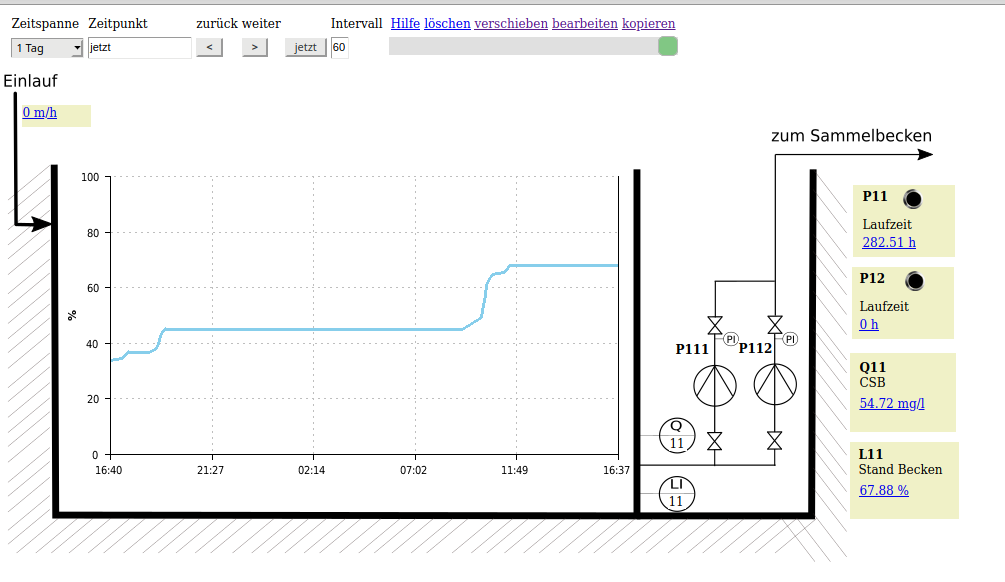 Zeitspanne Zeitpunkt zurück weiter Intervall Hilfe löschen verschieben bearbeiten kopieren
1 Tag jetzt < > jetzt 60
Einlauf
0 m/h
zum Sammelbecken
100
80
60
%
40
20
0
16:40 21:27 02:14 07:02 11:49 16:37
PI PI
P111 P112
Q
11
LI
11
P11
Laufzeit
282.51 h
P12
Laufzeit
0 h
Q11
CSB
54.72 mg/l
L11
Stand Becken
67.88 %